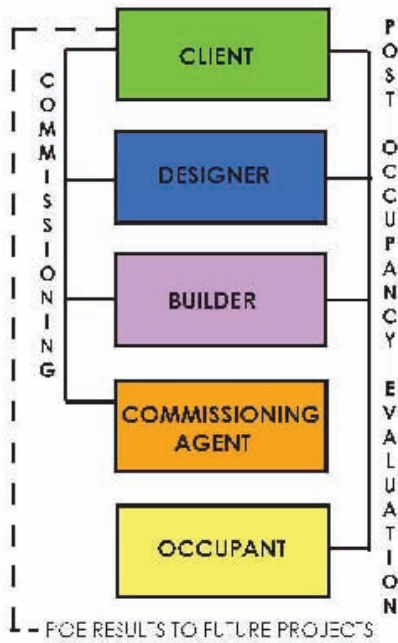 COMMISSIONING
CLIENT
DESIGNER
BUILDER
COMMISSIONING
AGENT
OCCUPANT
POST OCCUPANCY EVALUATION
POE RESULTS TO FUTURE PROJECTS